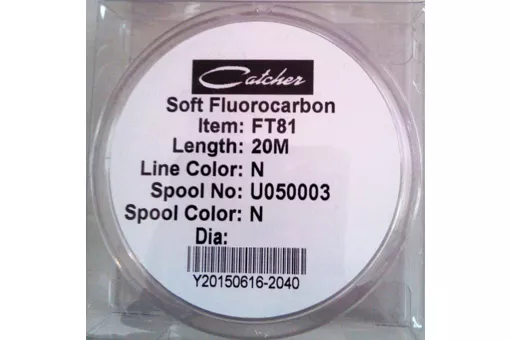 Catcher
Soft Fluorocarbon
Item: FT81
Length: 20M
Line Color: N
Spool No: U050003
Spool Color: N
Dia:
Y20150616-2040